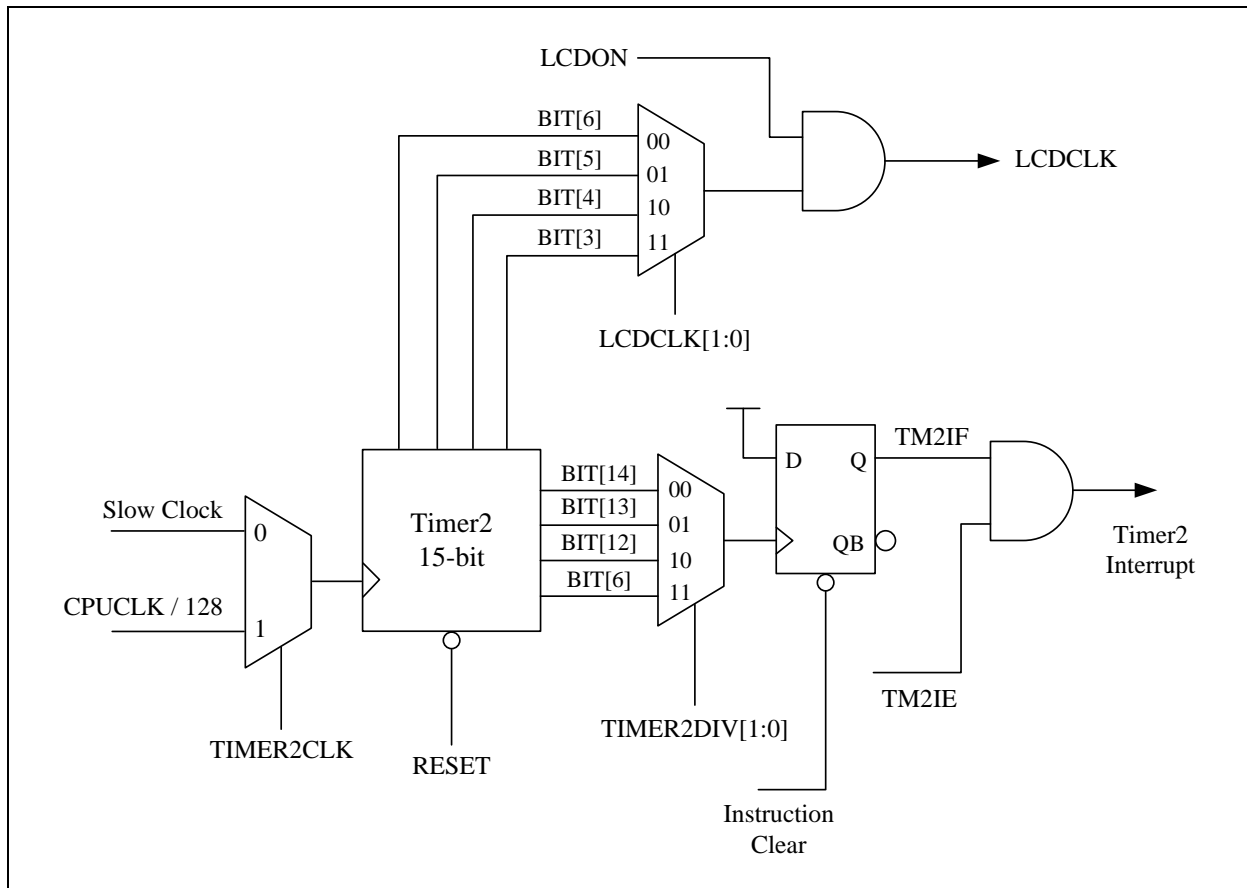 LCDON
BIT[6]
00
BIT[5]
01
LCDCLK
BIT[4]
10
BIT[3]
11
LCDCLK[1:0]
TM2IF
D
Q
BIT[14]
00
Slow Clock
0
Timer2
15-bit
BIT[13]
01
BIT[12]
10
QB
Timer2
Interrupt
BIT[6]
11
CPUCLK / 128
1
TM2IE
TIMER2DIV[1:0]
TIMER2CLK
RESET
Instruction
Clear